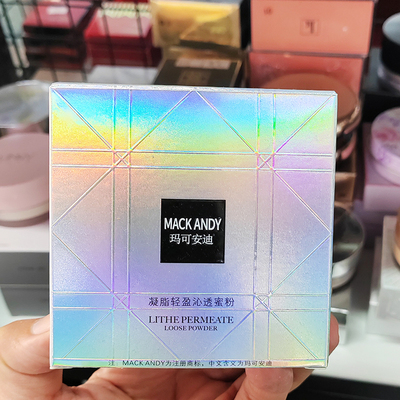 MACK ANDY
玛可安迪
凝脂轻盈沁透蜜粉
LITHE PERMEATE
LOOSE POWDER
注：MACK ANDY为注册商标，中文含义为玛可安迪